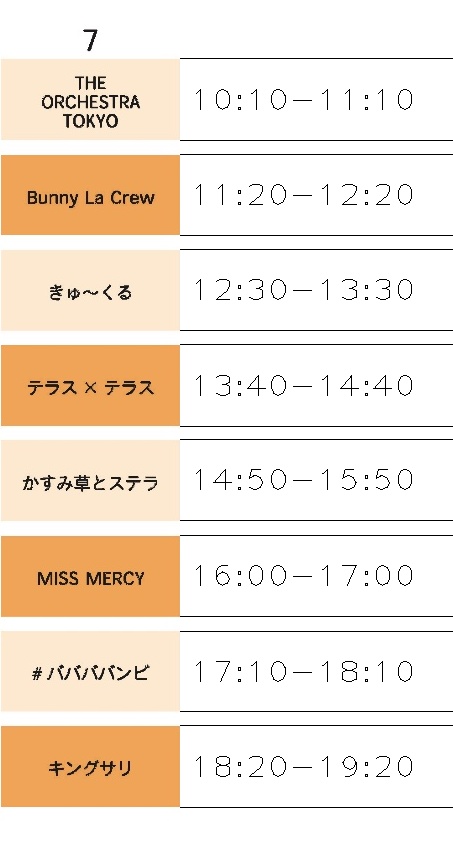 7
THE
ORCHESTRA
TOKYO
10:10－11:10
Bunny La Crew
11:20－12:20
きゅ〜くる
12:30－13:30
テラス × テラス
13:40－14:40
かすみ草とステラ
14:50－15:50
MISS MERCY
16:00－17:00
#ババババンビ
17:10－18:10
キングサリ
18:20－19:20